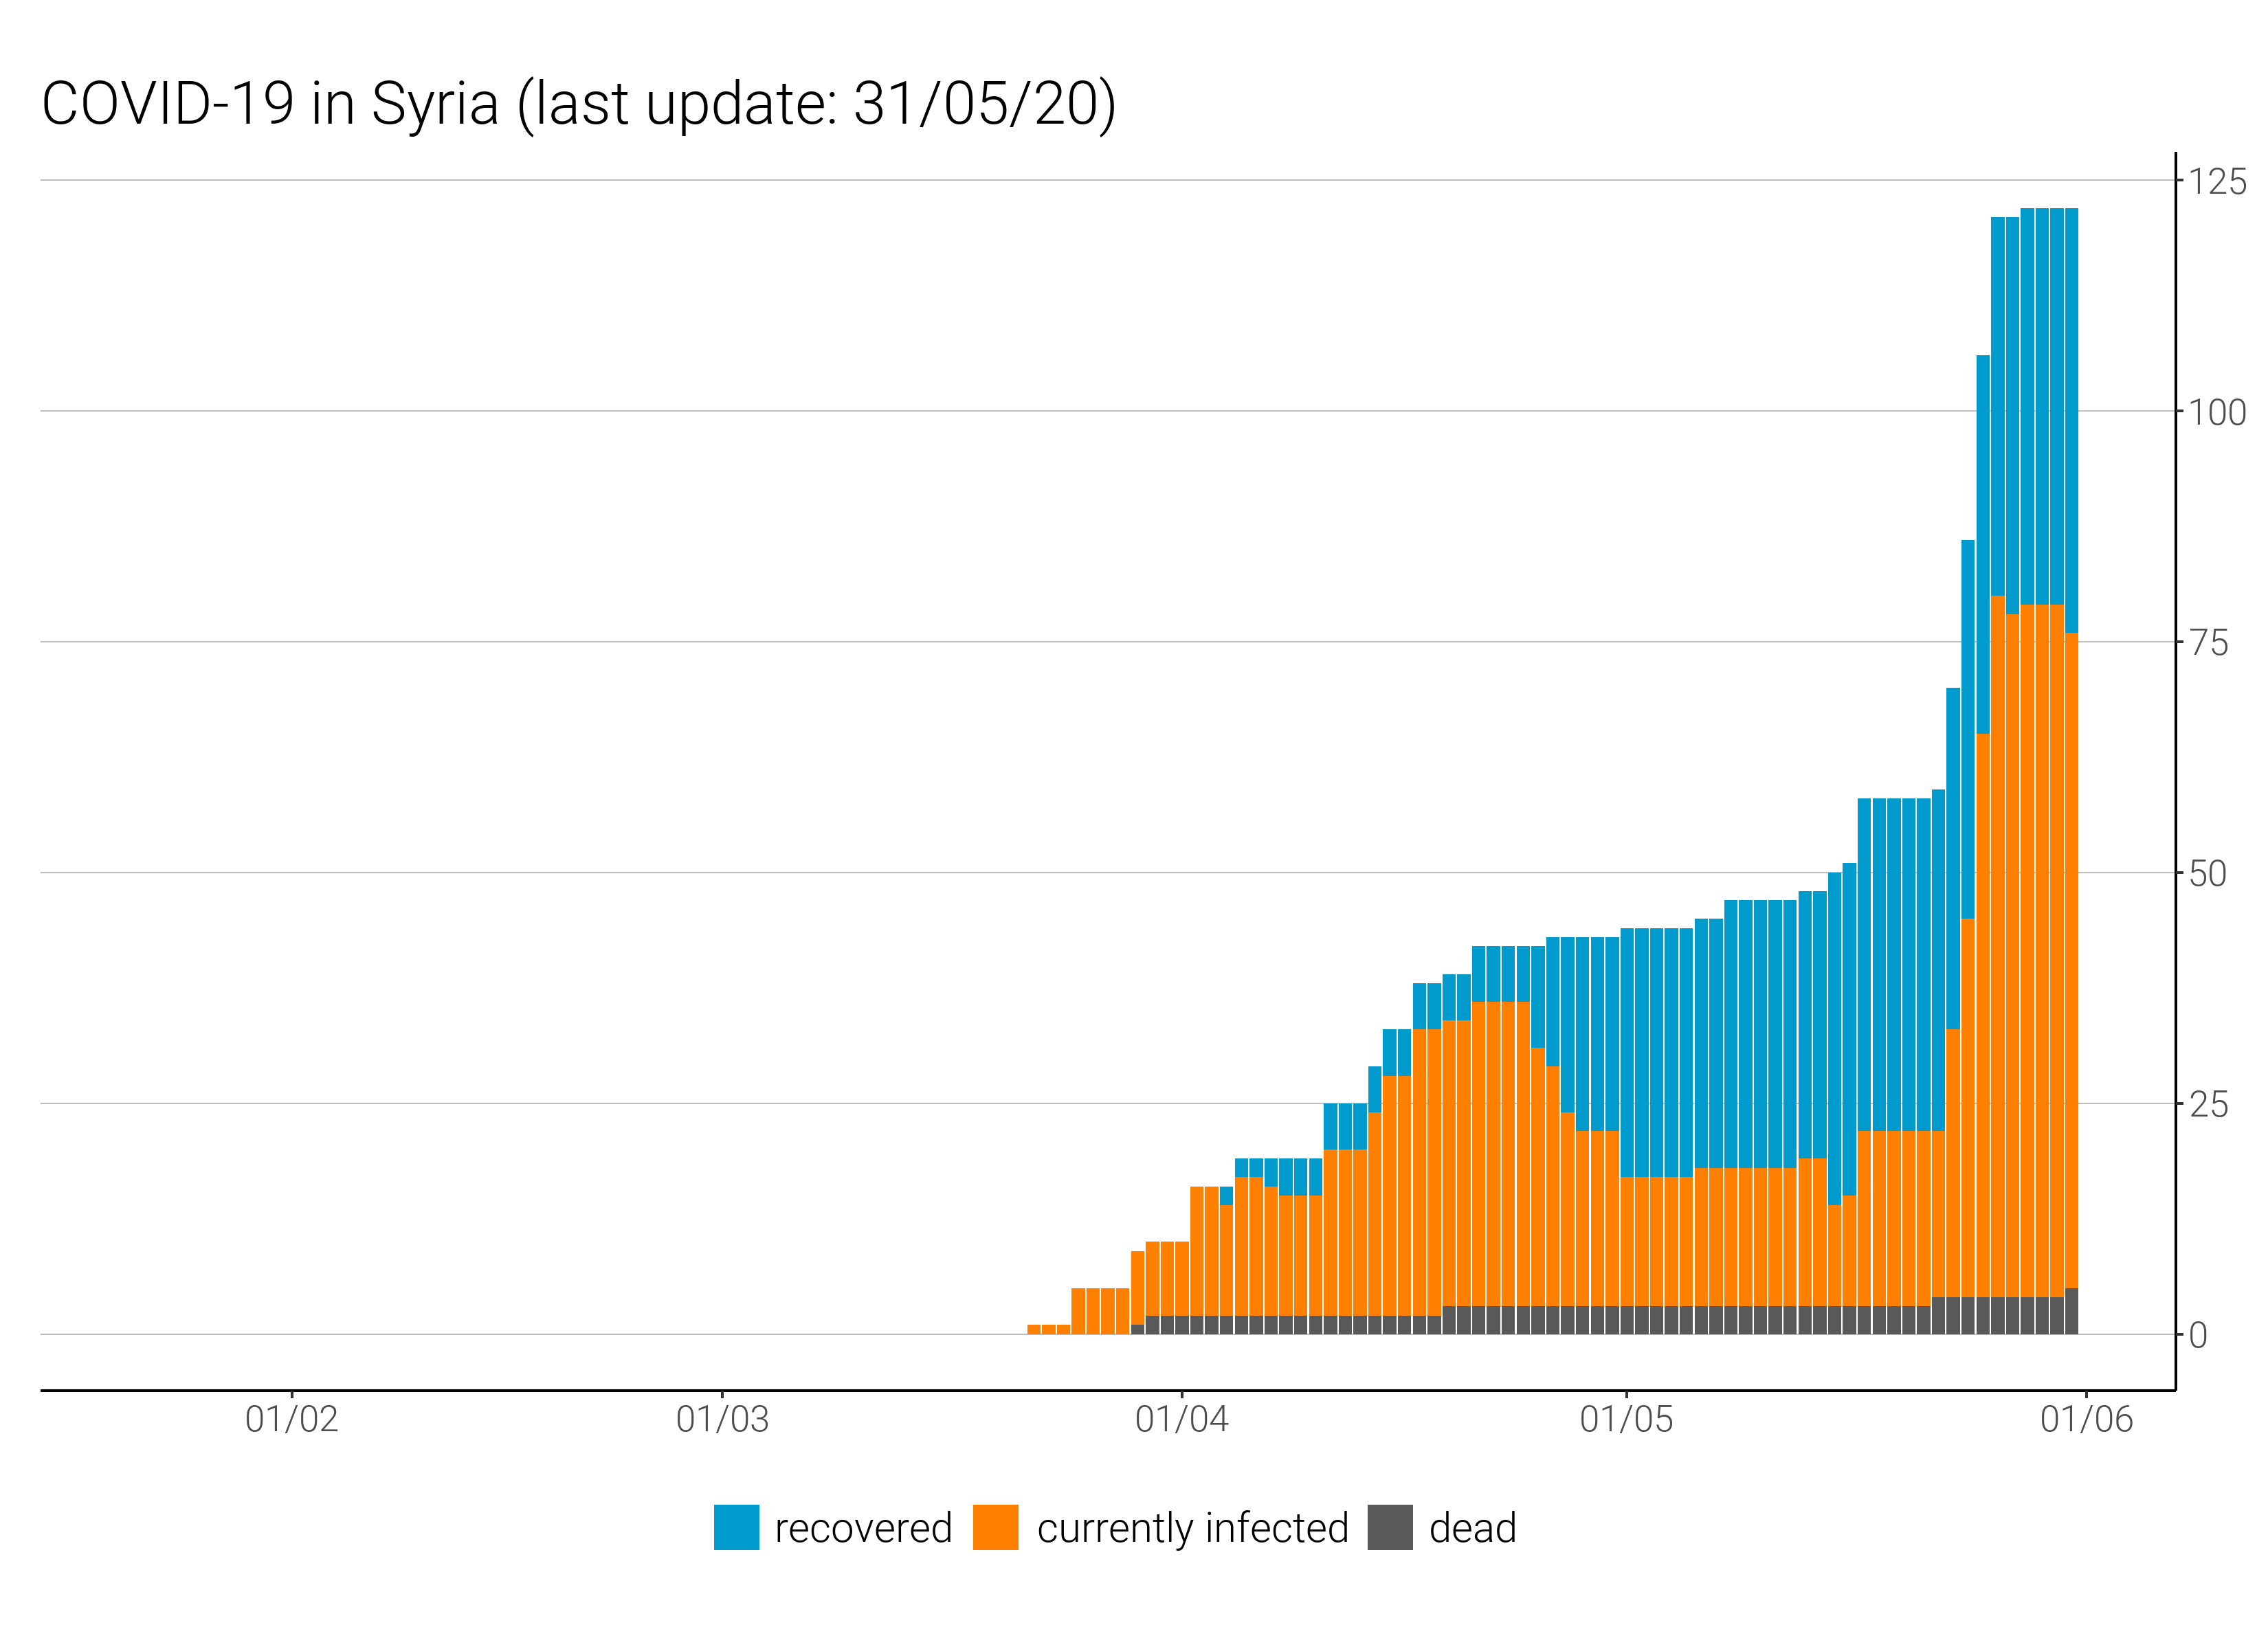 COVID-19 in Syria (last update: 31/05/20)
125
100
75
50
25
0
01/02 01/03 01/04 01/05 01/06
recovered currently infected dead